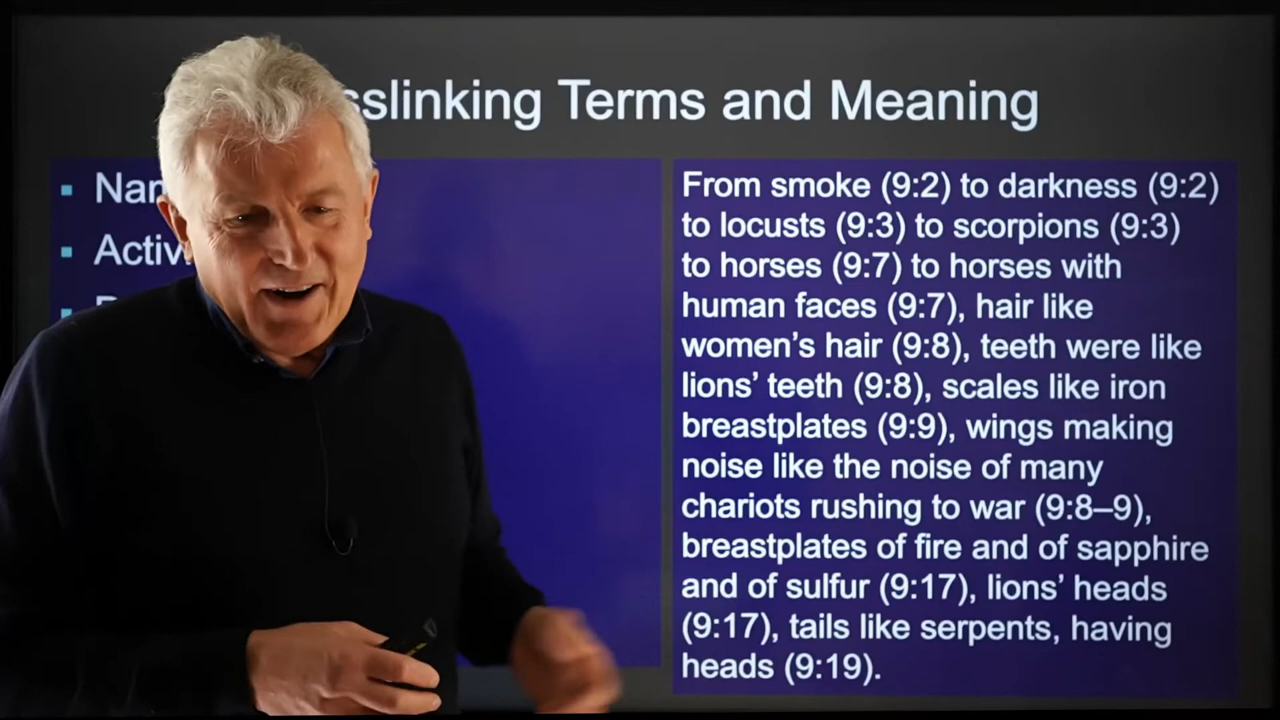 sslinking Terms and Meaning
From smoke (9:2) to darkness (9:2)
to locusts (9:3) to scorpions (9:3)
to horses (9:7) to horses with
human faces (9:7), hair like
women's hair (9:8), teeth were like
lions' teeth (9:8), scales like iron
breastplates (9:9), wings making
noise like the noise of many
chariots rushing to war (9:8–9),
breastplates of fire and of sapphire
and of sulfur (9:17), lions' heads
(9:17), tails like serpents, having
heads (9:19).